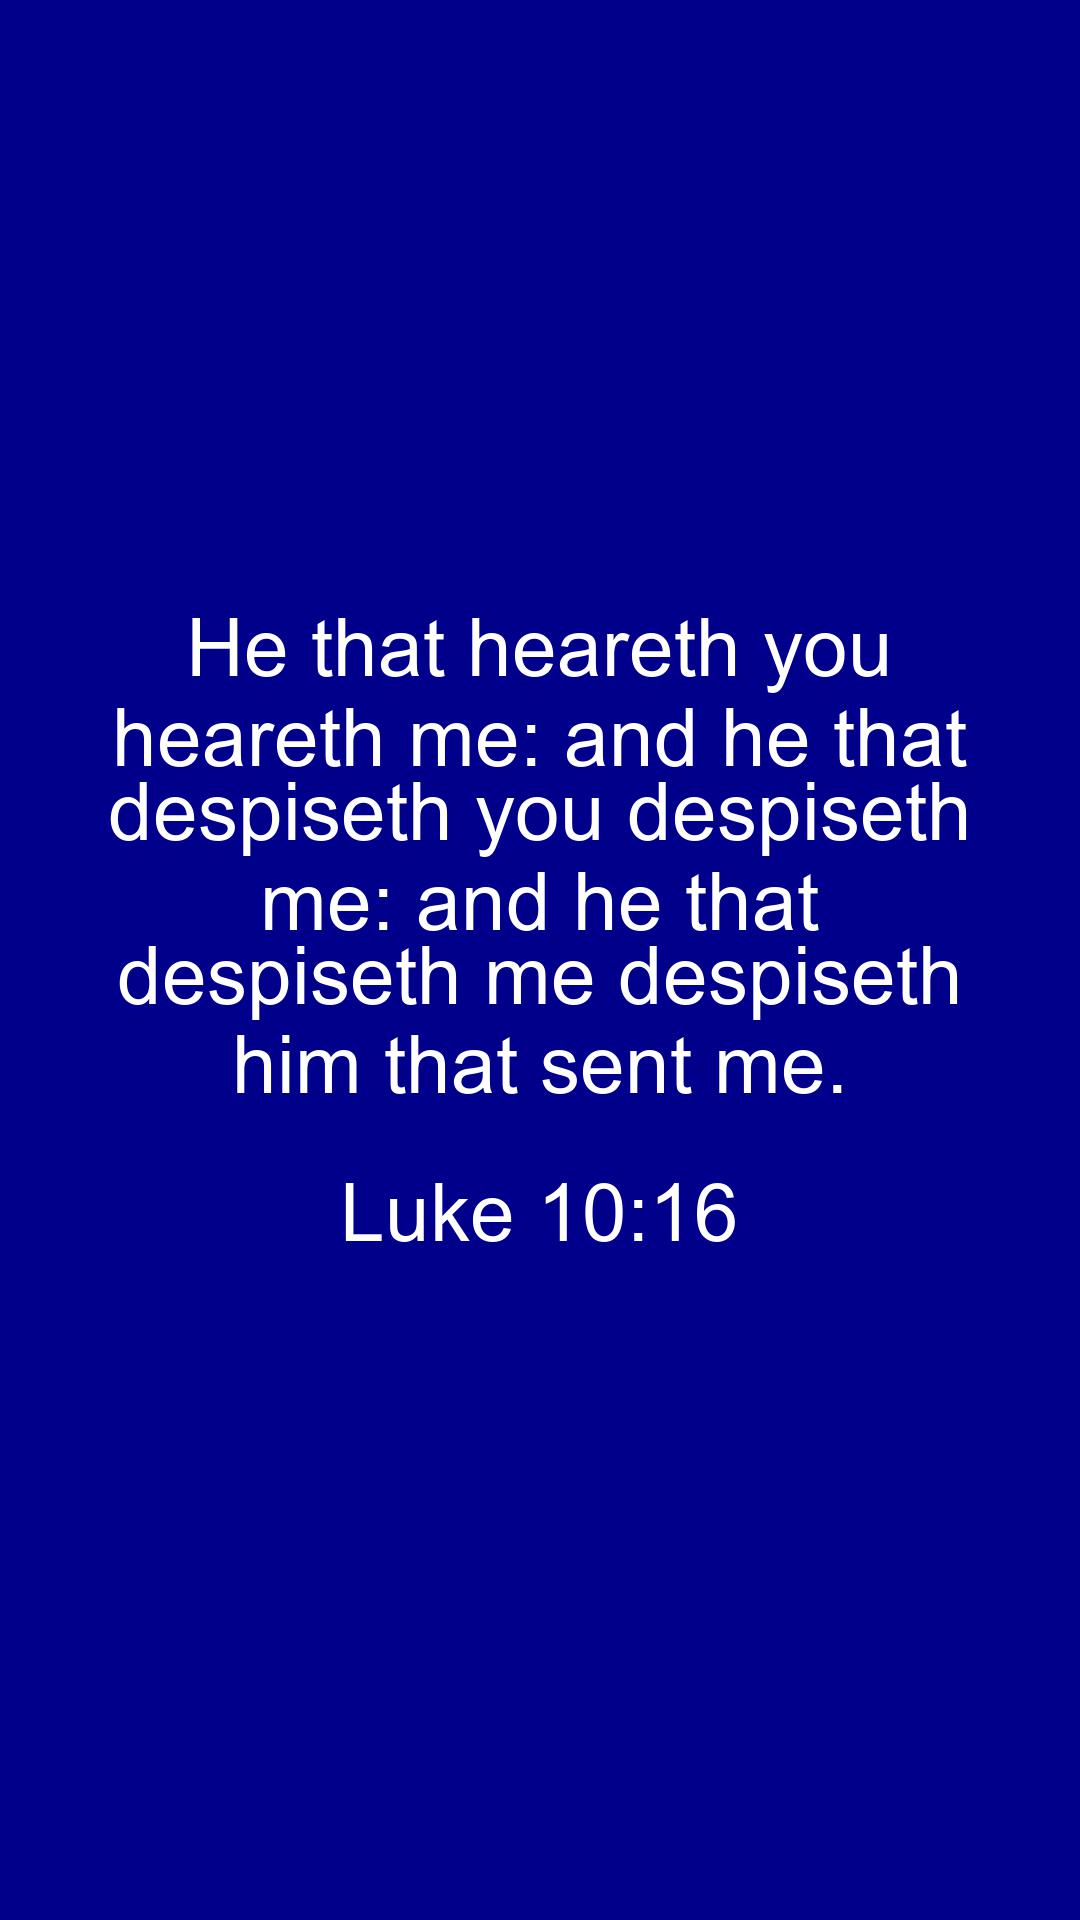 He that heareth you
heareth me: and he that
despiseth you despiseth
me: and he that
despiseth me despiseth
him that sent me.
Luke 10:16